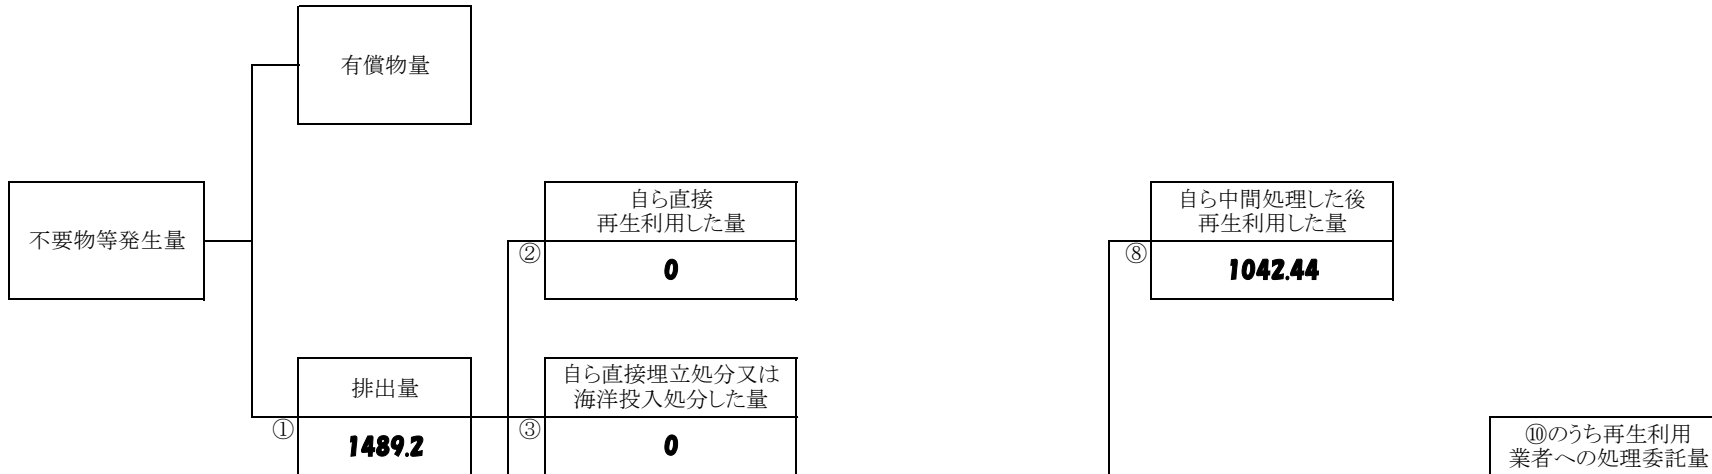 有償物量
不要物等発生量
自ら直接
再生利用した量
②
0
自ら中間処理した後
再生利用した量
⑧
1042.44
排出量
①
1489.2
自ら直接埋立処分又は
海洋投入処分した量
③
0
⑩のうち再生利用
業者への処理委託量